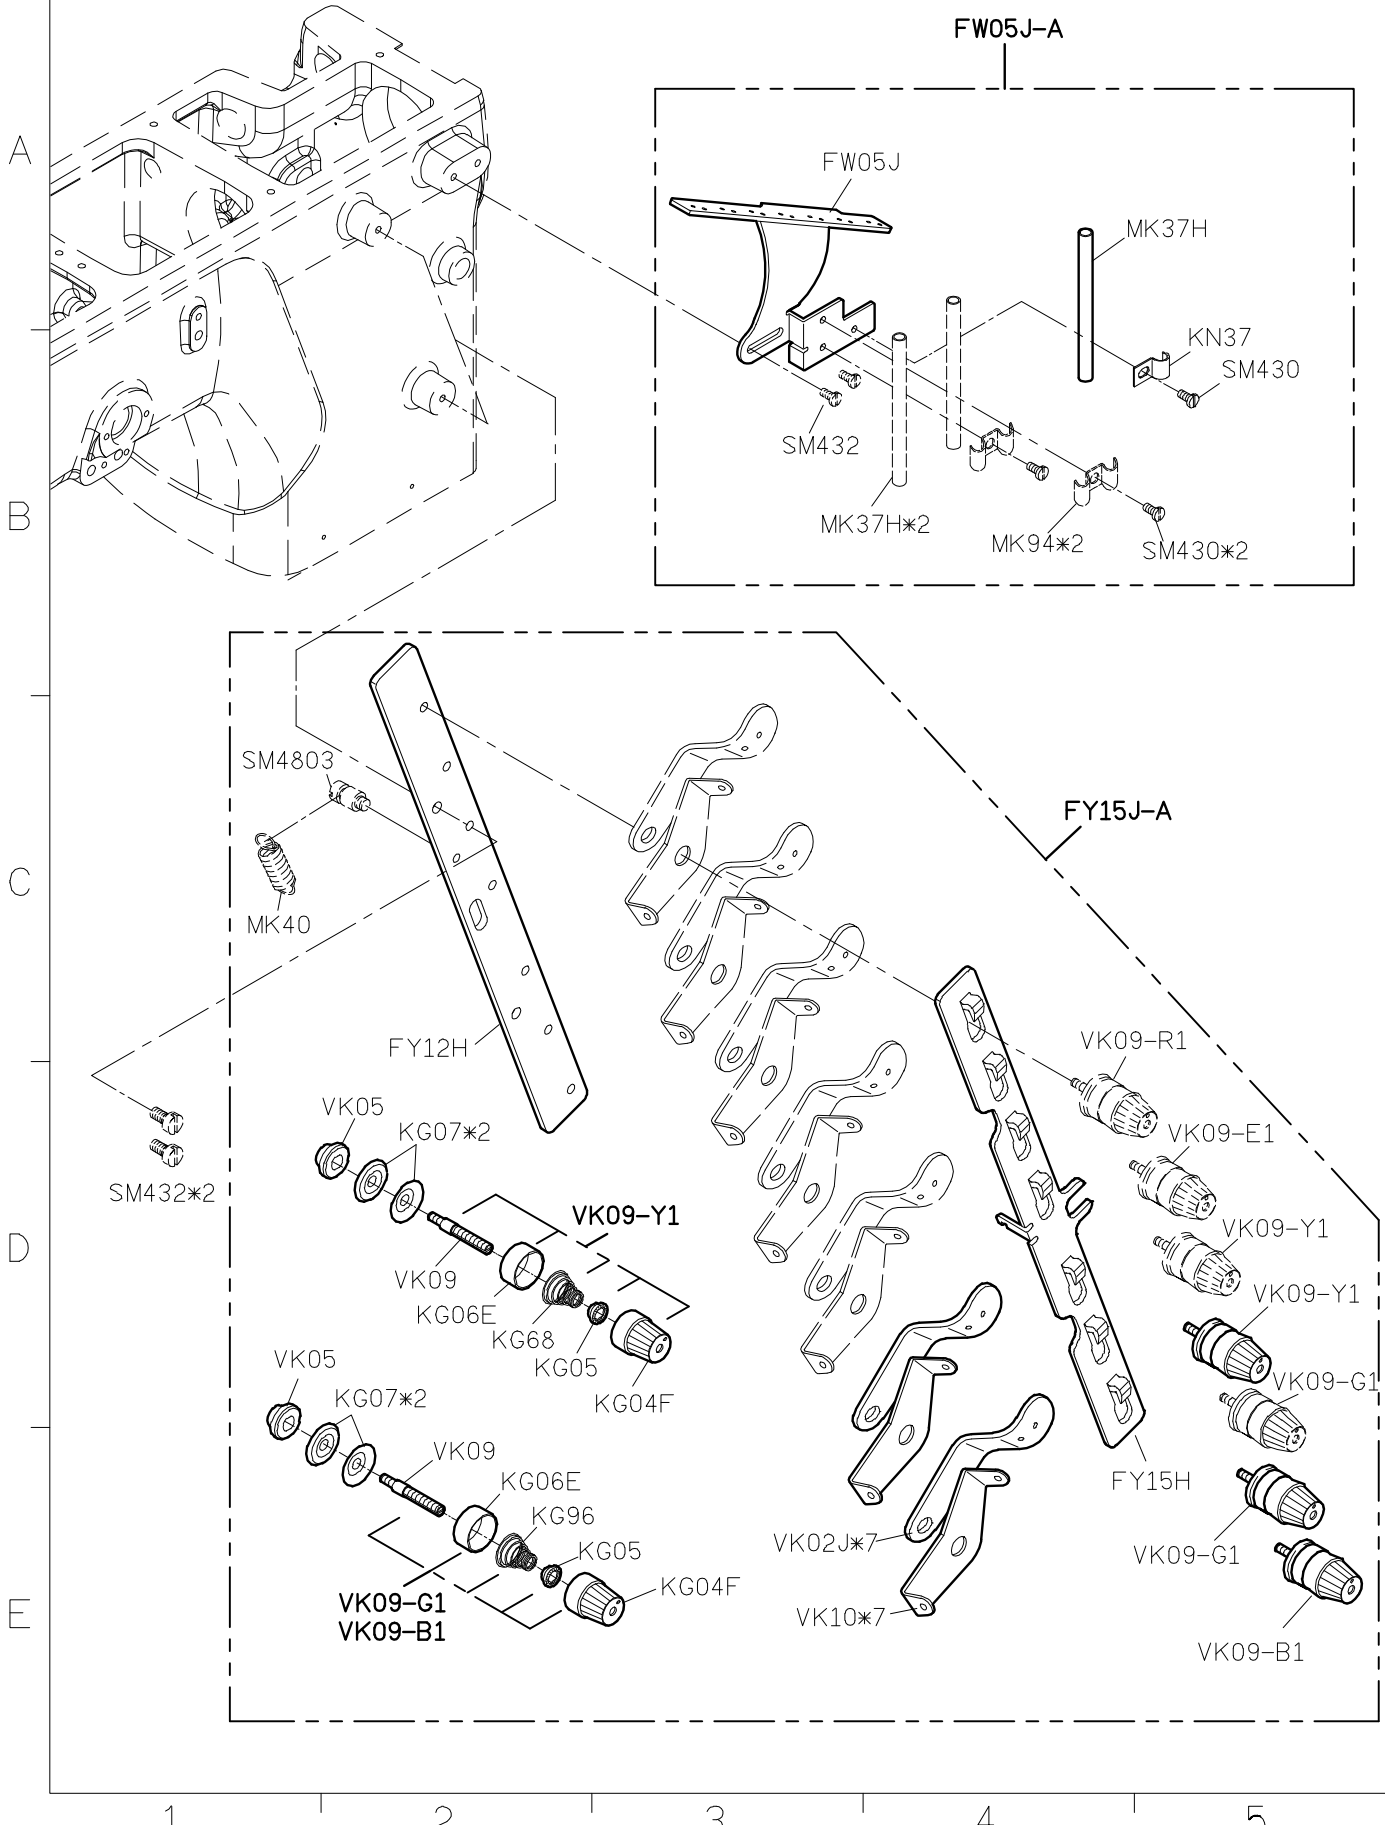 FW05J-A
A
FW05J
MK37H
KN37
SM430
SM432
B
MK37H*2
MK94*2
SM430*2
SM4803
FY15J-A
C
MK40
VK09-R1
FY12H
VK05
KG07*2
VK09-E1
SM432*2
VK09-Y1
VK09-Y1
D
VK09
KG06E
VK09-Y1
KG68
VK05
KG05
VK09-G1
KG07*2
KG04F
VK09
KG06E
FY15H
KG96
VK02J*7
KG05
VK09-G1
KG04F
VK09-G1
VK09-B1
E
VK10*7
VK09-B1
1
2
3
4
5